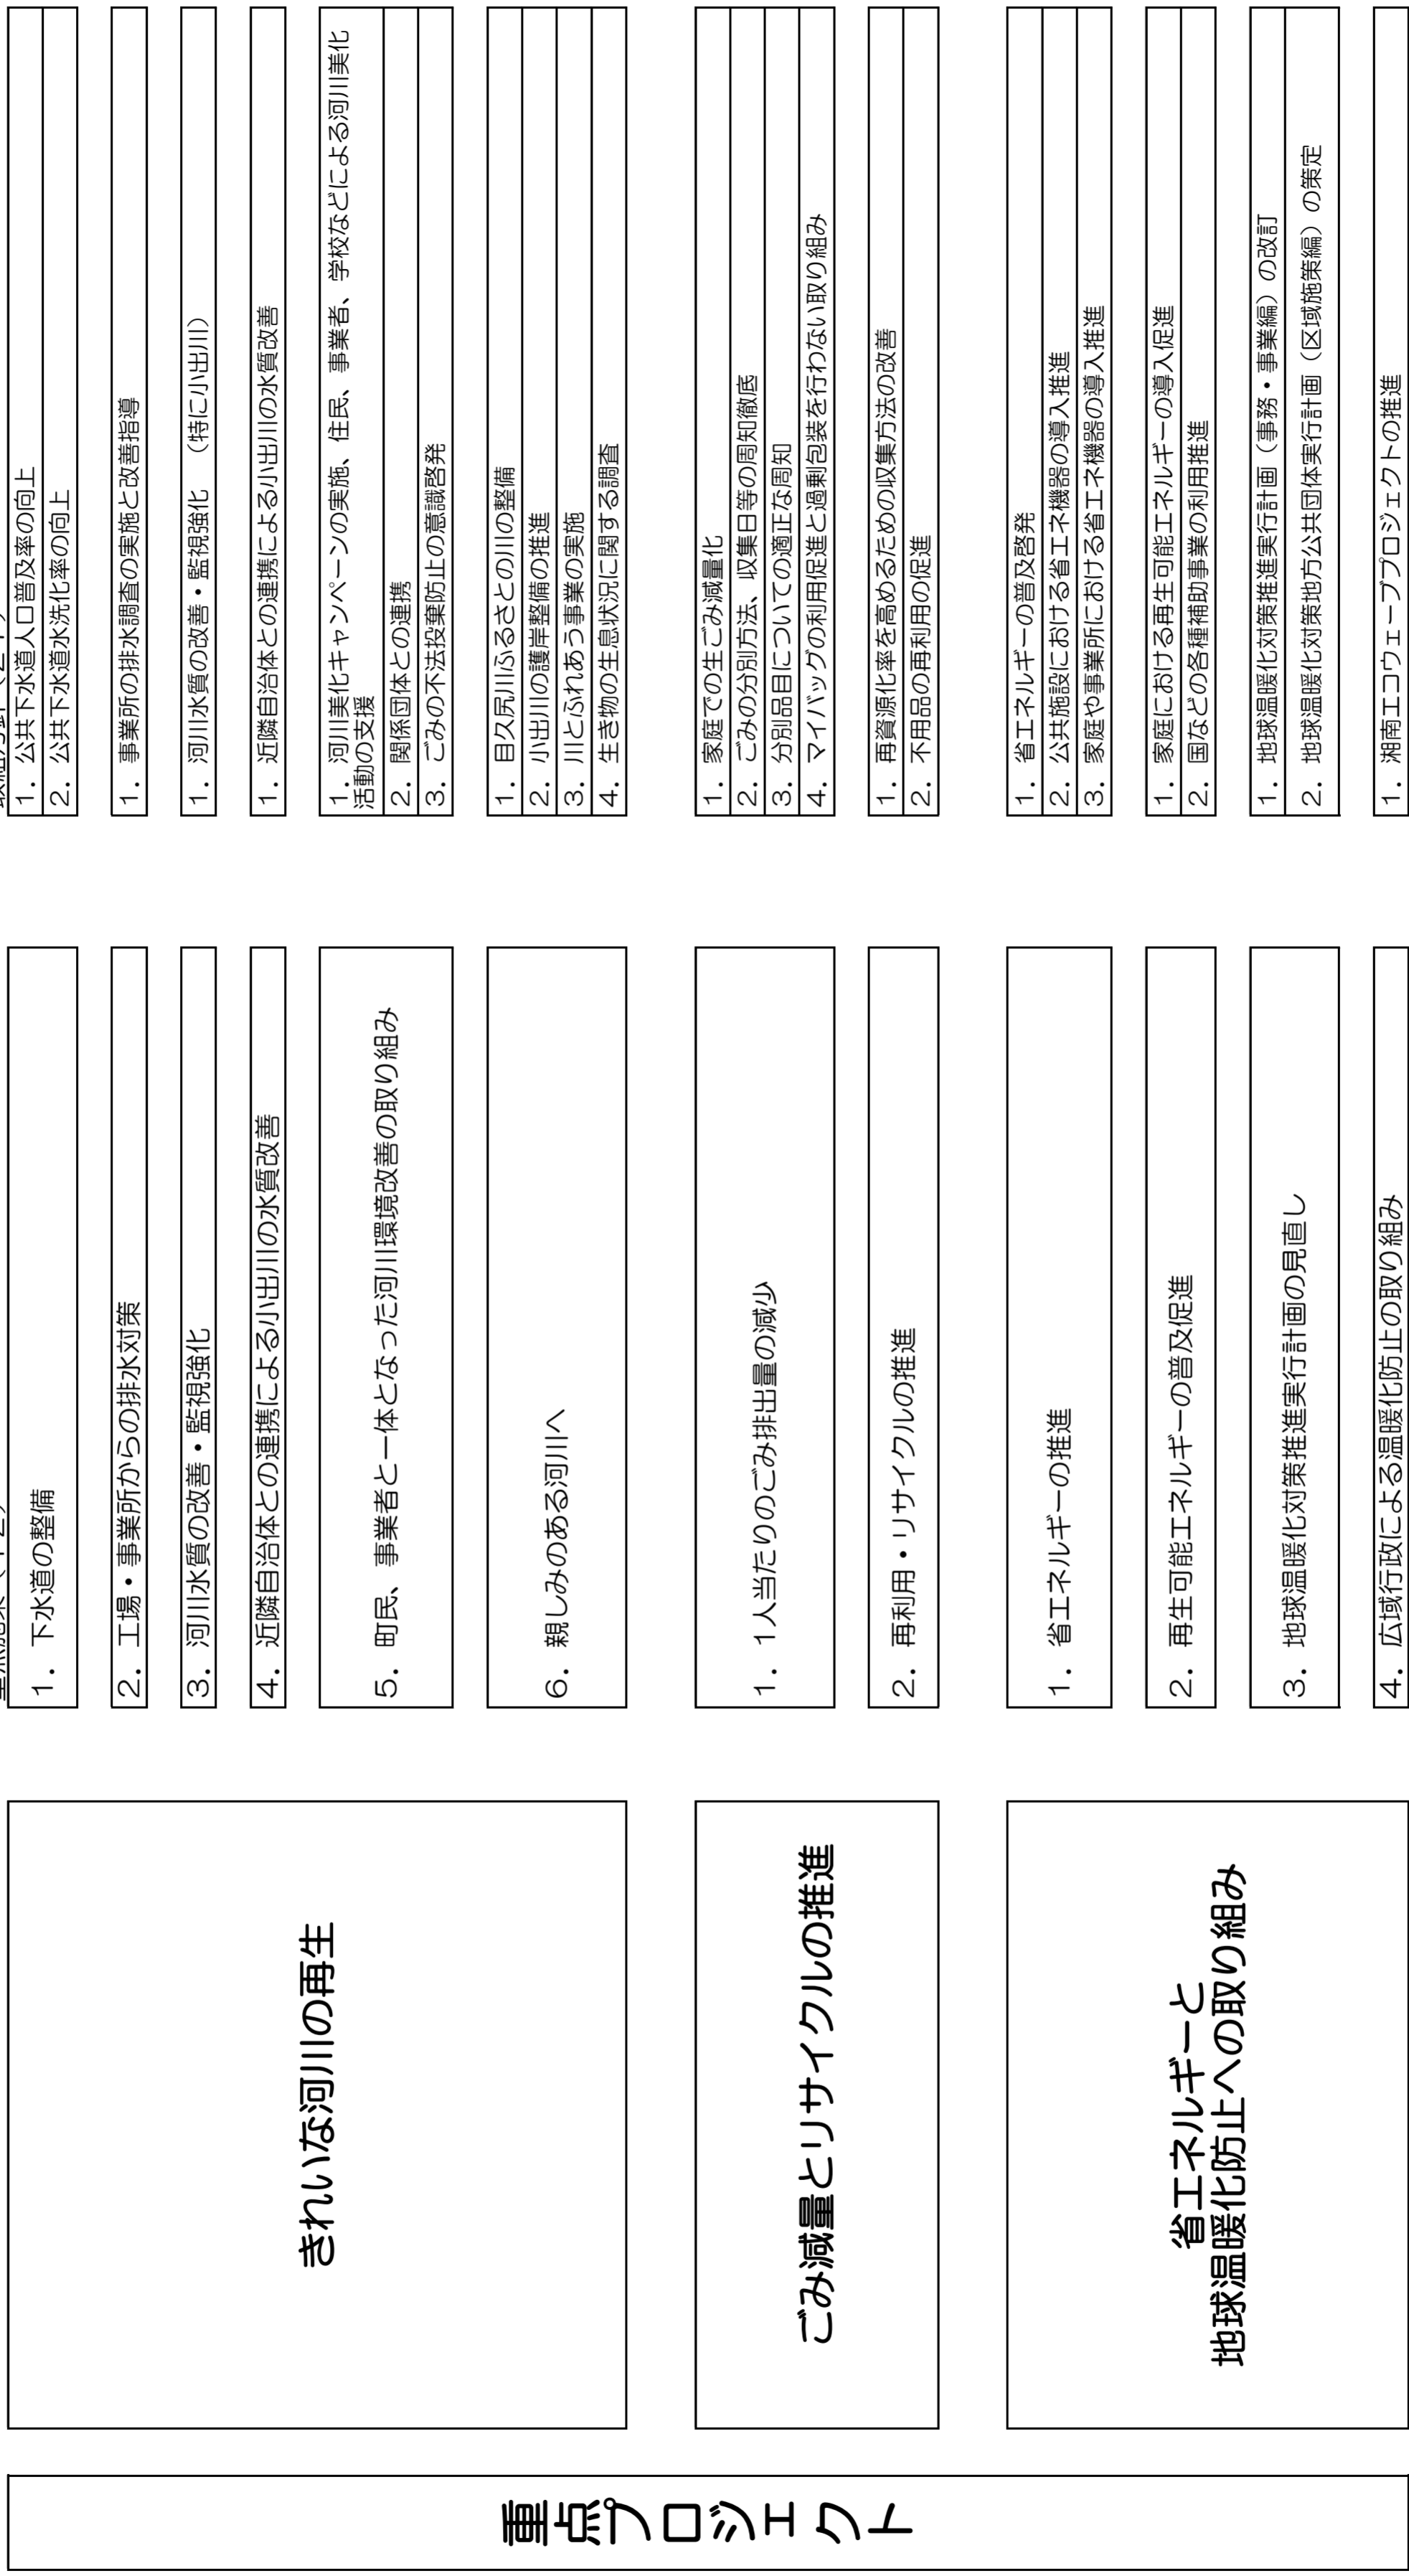 重点プロジェクト
きれいな河川の再生
1. 下水道の整備
1. 公共下水道人口普及率の向上
2. 公共下水道水洗化率の向上
2. 工場・事業所からの排水対策
1. 事業所の排水調査の実施と改善指導
3. 河川水質の改善・監視強化
1. 河川水質の改善・監視強化 （特に小出川）
4. 近隣自治体との連携による小出川の水質改善
1. 近隣自治体との連携による小出川の水質改善
5. 町民、事業者と一体となった河川環境改善の取り組み
1. 河川美化キャンペーンの実施、住民、事業者、学校などによる河川美化
活動の支援
2. 関係団体との連携
3. ごみの不法投棄防止の意識啓発
6. 親しみのある河川へ
1. 目久尻川ふるさとの川の整備
2. 小出川の護岸整備の推進
3. 川とふれあう事業の実施
4. 生き物の生息状況に関する調査
ごみ減量とリサイクルの推進
1. 1人当たりのごみ排出量の減少
1. 家庭での生ごみ減量化
2. ごみの分別方法、収集日等の周知徹底
3. 分別品目についての適正な周知
4. マイバッグの利用促進と過剰包装を行わない取り組み
2. 再利用・リサイクルの推進
1. 再資源化率を高めるための収集方法の改善
2. 不用品の再利用の促進
省エネルギーと
地球温暖化防止への取り組み
1. 省エネルギーの推進
1. 省エネルギーの普及啓発
2. 公共施設における省エネ機器の導入推進
3. 家庭や事業所における省エネ機器の導入推進
2. 再生可能エネルギーの普及促進
1. 家庭における再生可能エネルギーの導入促進
2. 国などの各種補助事業の利用推進
3. 地球温暖化対策推進実行計画の見直し
1. 地球温暖化対策推進実行計画（事務・事業編）の改訂
2. 地球温暖化対策地方公共団体実行計画（区域施策編）の策定
4. 広域行政による温暖化防止の取り組み
1. 湘南エコウェーブプロジェクトの推進